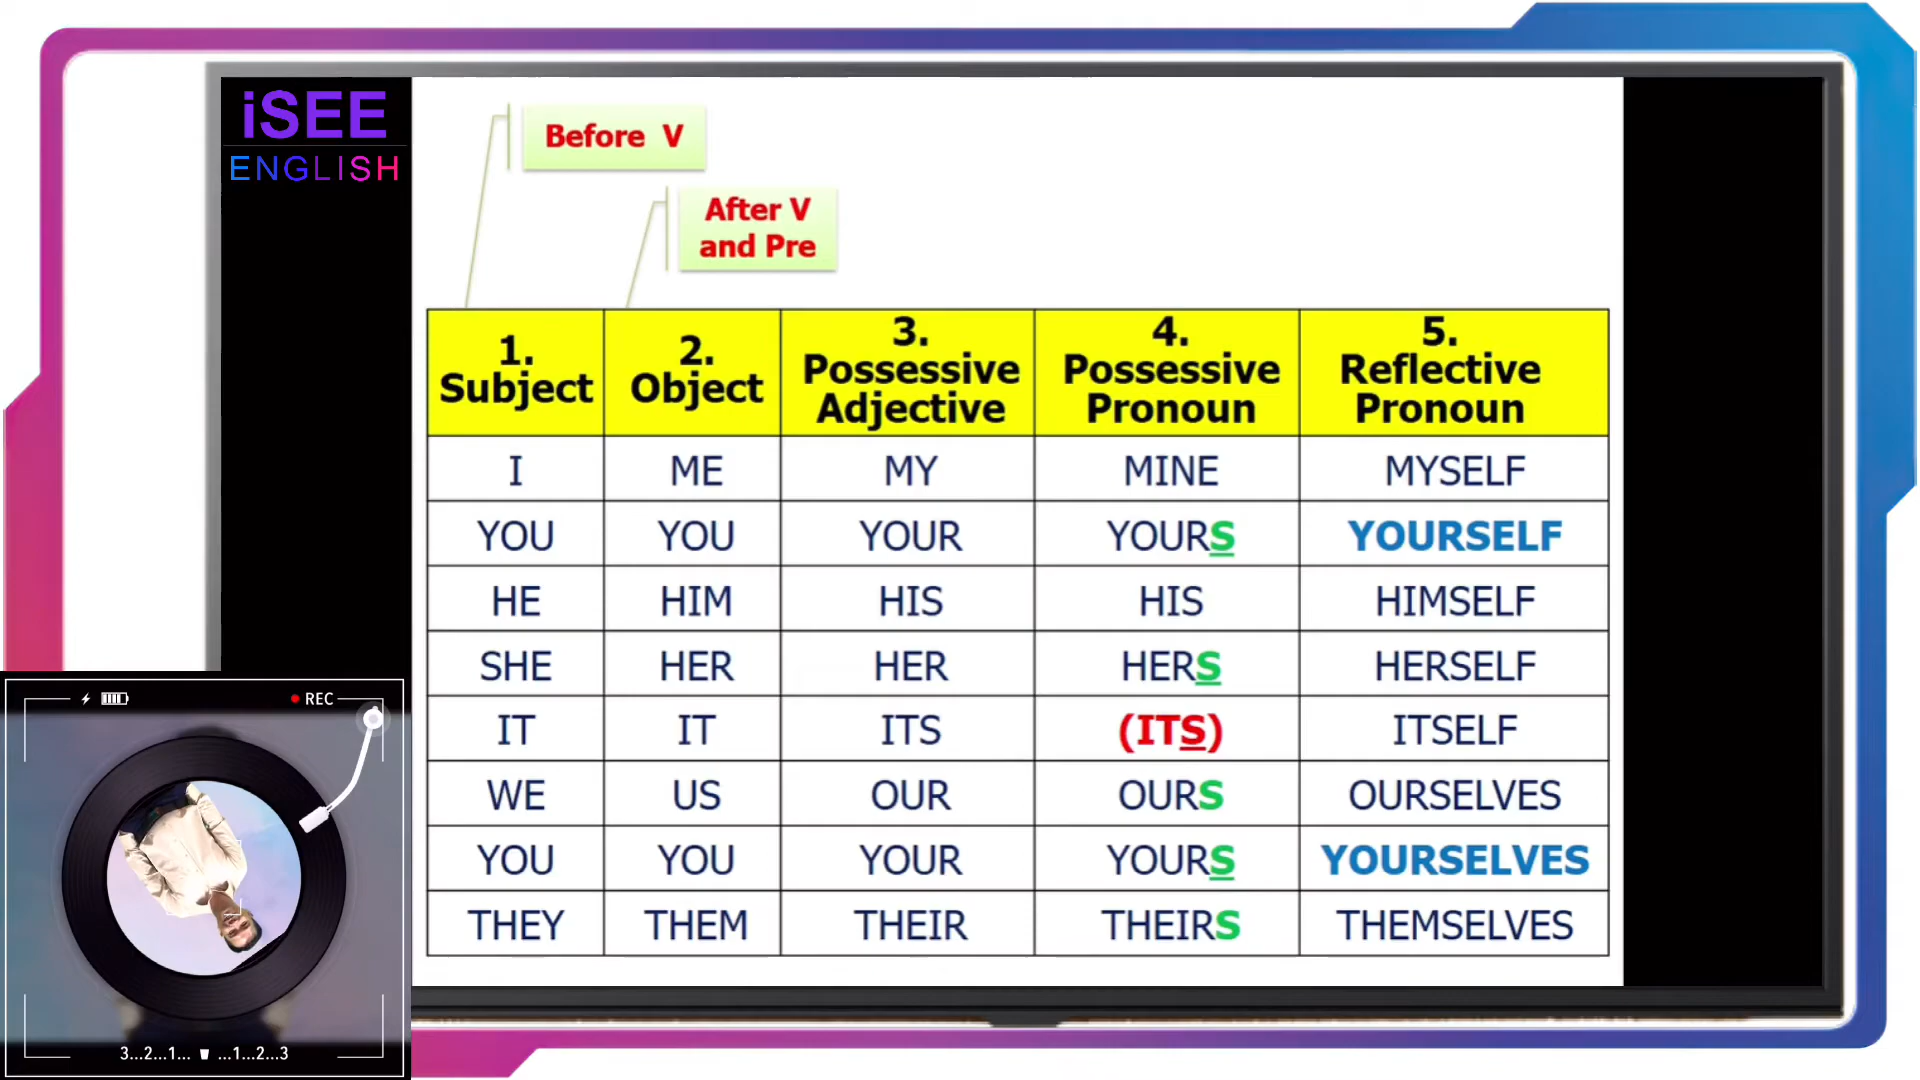 iSEE
ENGLISH
Before V
After V
and Pre
1.
Subject
2.
Object
3.
Possessive
Adjective
4.
Possessive
Pronoun
5.
Reflective
Pronoun
I ME MY MINE MYSELF
YOU YOU YOUR YOURS YOURSELF
HE HIM HIS HIS HIMSELF
SHE HER HER HERS HERSELF
IT IT ITS (ITS) ITSELF
WE US OUR OURS OURSELVES
YOU YOU YOUR YOURS YOURSELVES
THEY THEM THEIR THEIRS THEMSELVES
REC
3...2...1... ...1...2...3